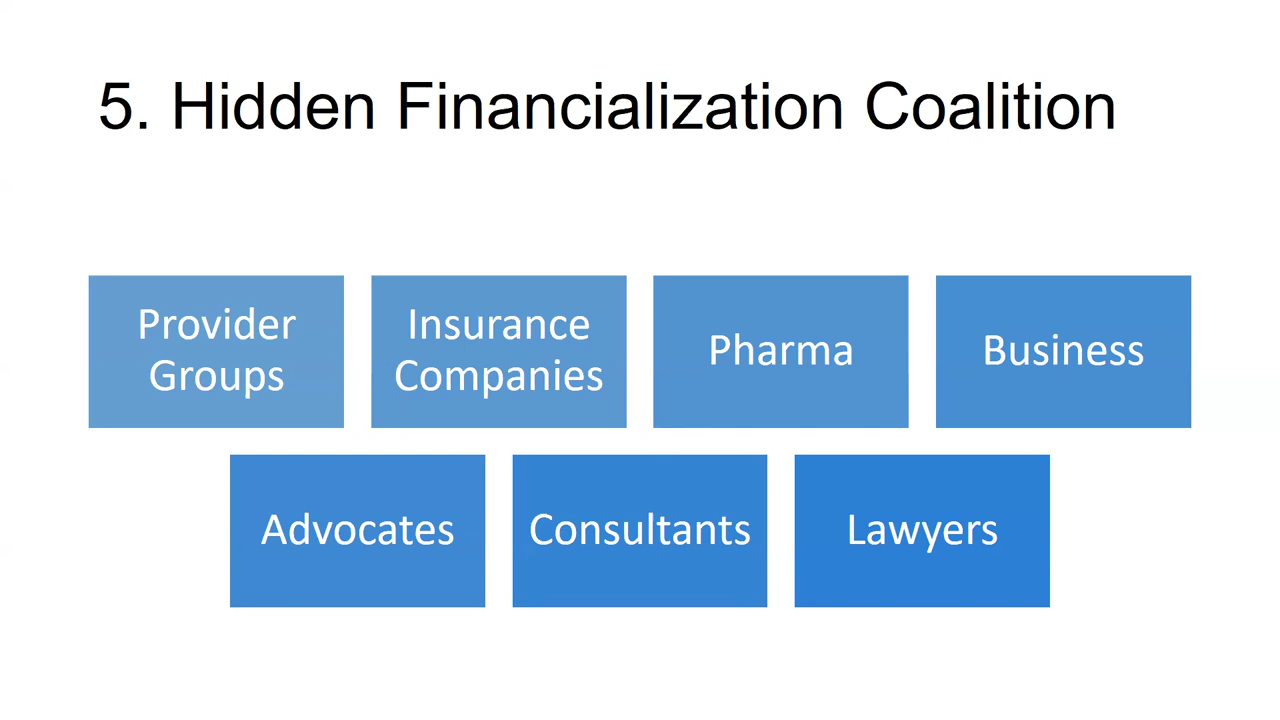 5. Hidden Financialization Coalition
Provider
Groups
Insurance
Companies
Pharma
Business
Advocates
Consultants
Lawyers